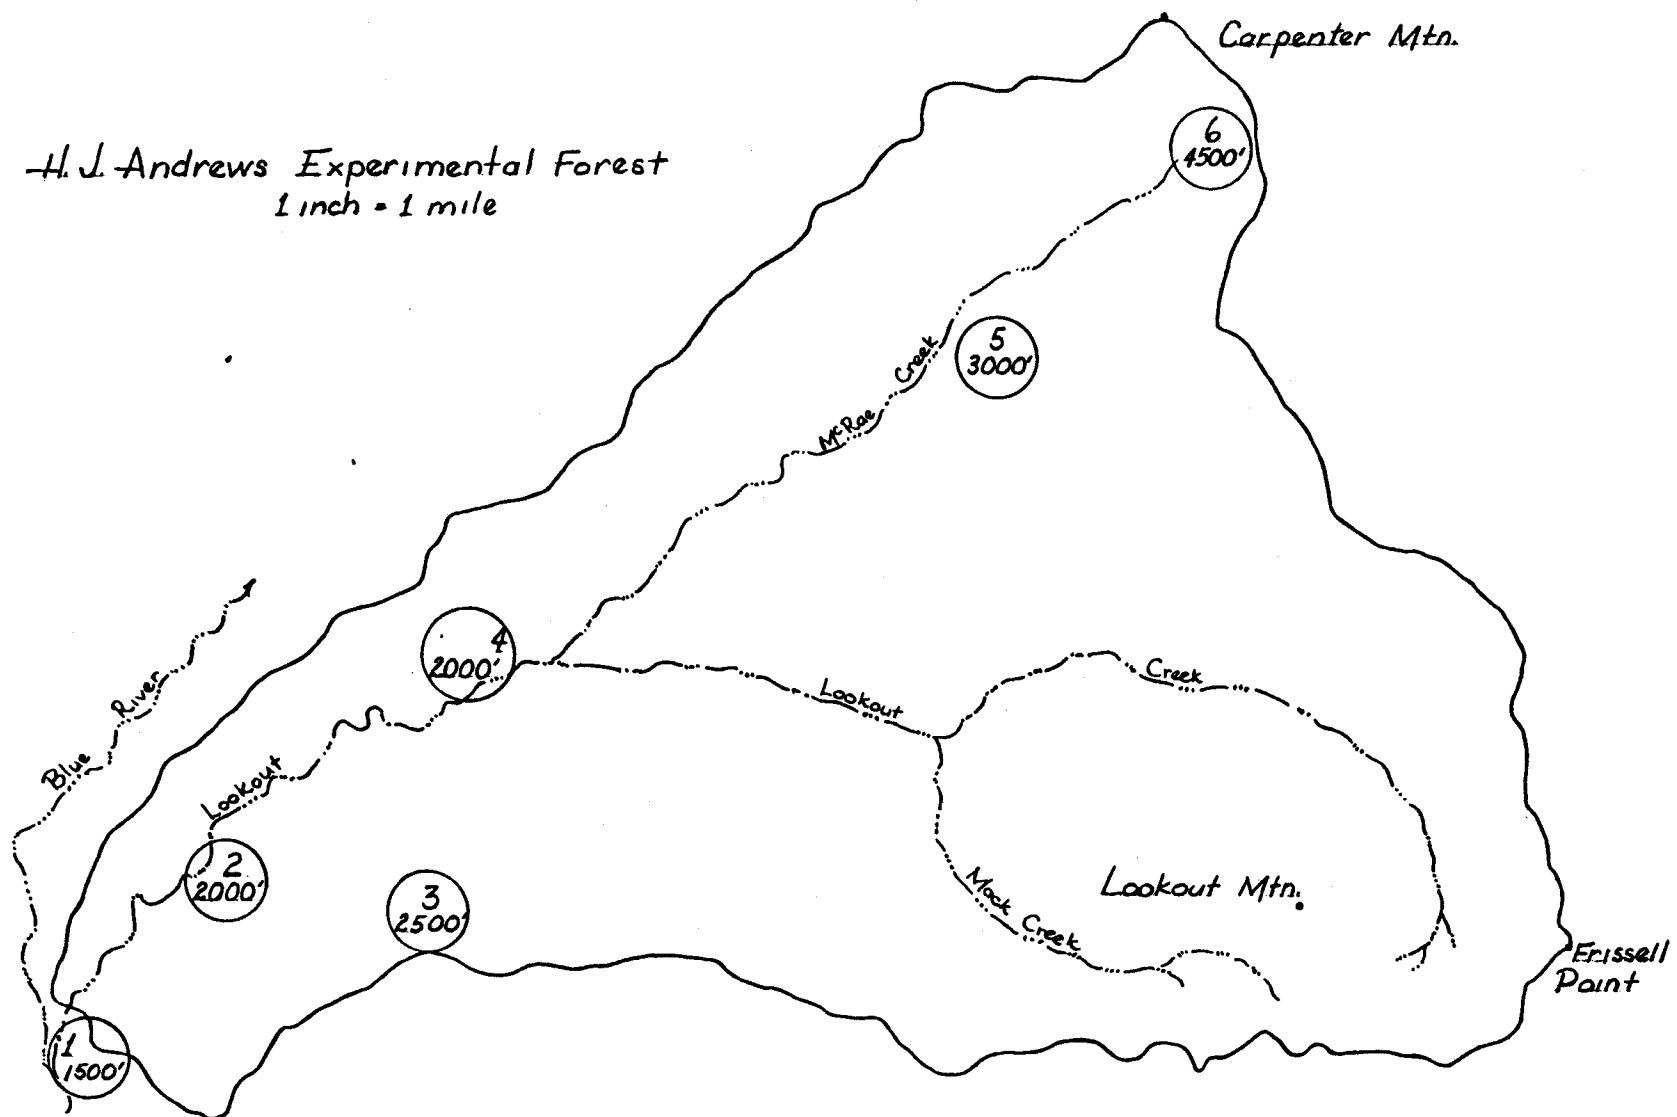 Carpenter Mtn.
H. J. Andrews Experimental Forest
1 inch = 1 mile
6
4500'
5
3000'
Creek
McRae
4
2000'
Lookout
Creek
River
Blue
Lookout
2
2000'
3
2500'
Mack Creek
Lookout Mtn.
Frissell
Point
1
1500'